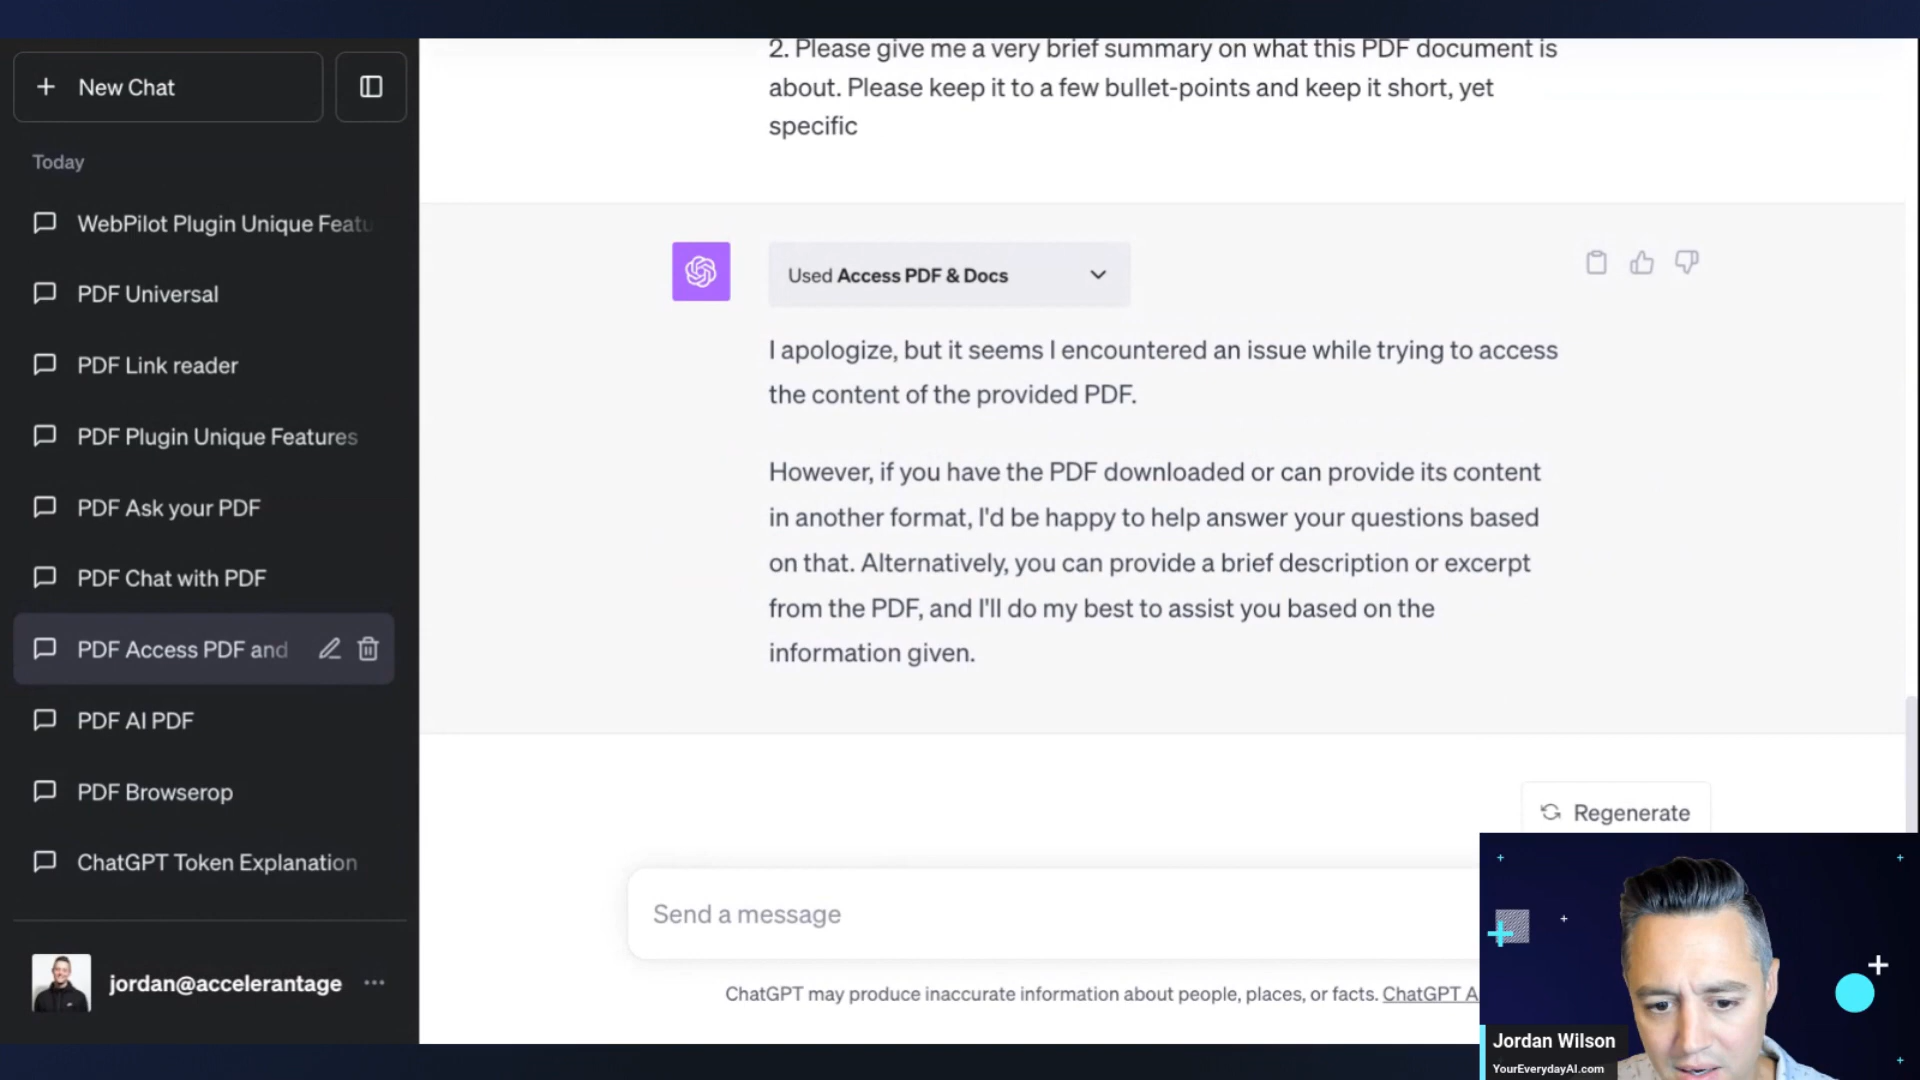 New Chat
Today
WebPilot Plugin Unique Featu
PDF Universal
PDF Link reader
PDF Plugin Unique Features
PDF Ask your PDF
PDF Chat with PDF
PDF Access PDF and
PDF AI PDF
PDF Browserop
ChatGPT Token Explanation
jordan@accelerantage
2. Please give me a very brief summary on what this PDF document is
about. Please keep it to a few bullet-points and keep it short, yet
specific
Used Access PDF & Docs
I apologize, but it seems I encountered an issue while trying to access
the content of the provided PDF.
However, if you have the PDF downloaded or can provide its content
in another format, I'd be happy to help answer your questions based
on that. Alternatively, you can provide a brief description or excerpt
from the PDF, and I'll do my best to assist you based on the
information given.
Regenerate
Send a message
ChatGPT may produce inaccurate information about people, places, or facts. ChatGPT A
Jordan Wilson
YourEverydayAI.com